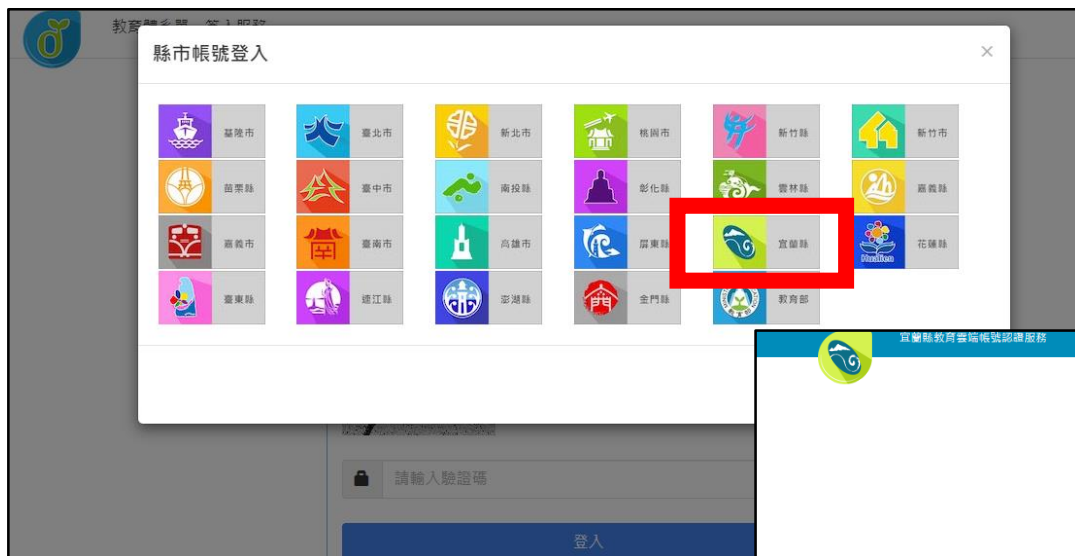 教育體系單一簽入服務
縣市帳號登入
×
基隆市
臺北市
新北市
桃園市
新竹縣
新竹市
苗栗縣
臺中市
南投縣
彰化縣
雲林縣
嘉義縣
嘉義市
臺南市
高雄市
屏東縣
宜蘭縣
Hualien
花蓮縣
臺東縣
連江縣
澎湖縣
金門縣
教育部
宜蘭縣教育雲端帳號認證服務
請輸入驗證碼
登入